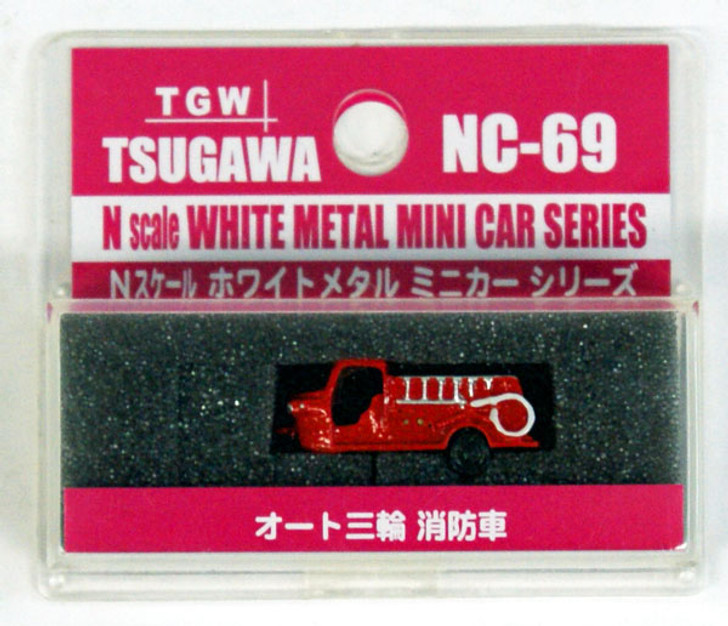 TGW
TSUGAWA
NC-69
N scale WHITE METAL MINI CAR SERIES
Nスケール ホワイトメタル ミニカー シリーズ
オート三輪 消防車